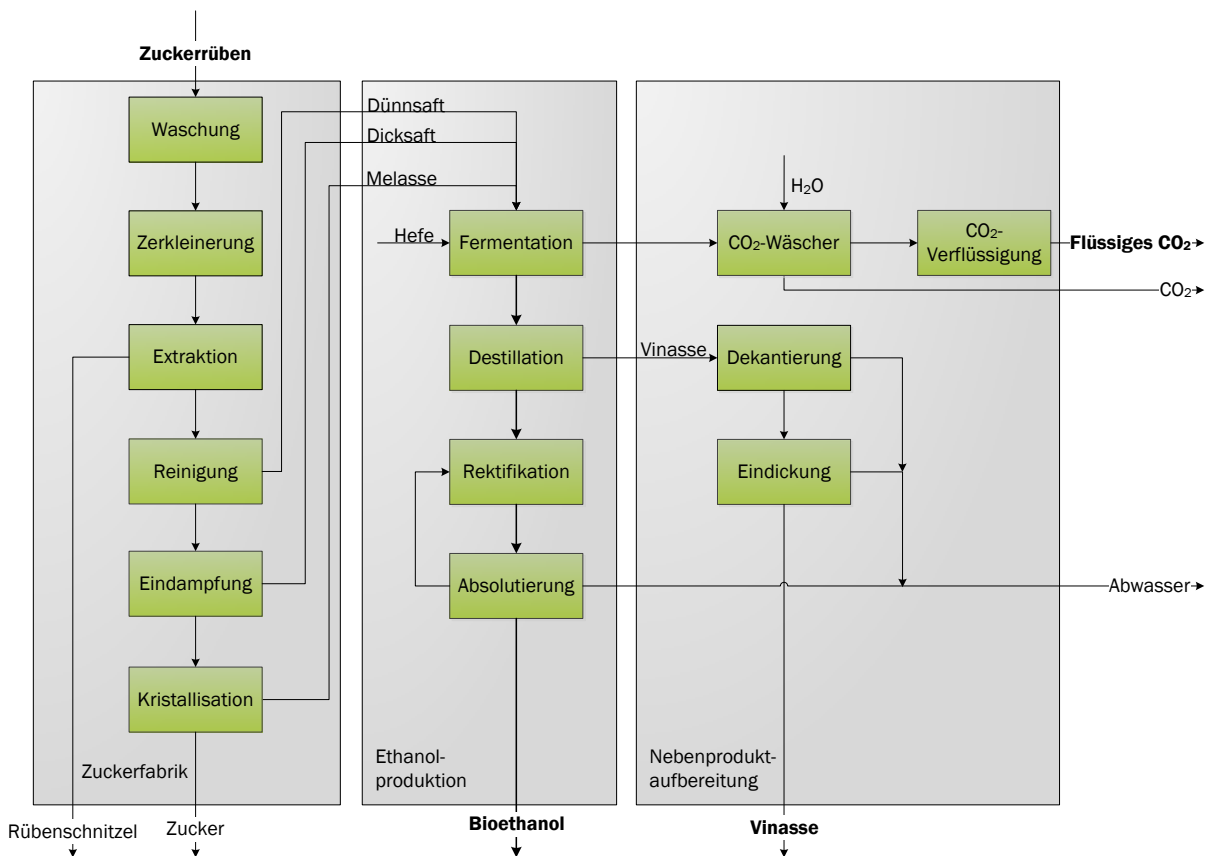 Zuckerrüben
Waschung
Zerkleinerung
Extraktion
Reinigung
Eindampfung
Kristallisation
Zuckerfabrik
Rübenschnitzel
Zucker
Dünnsaft
Dicksaft
Melasse
Hefe
Fermentation
Destillation
Rektifikation
Absolutierung
Ethanol-
produktion
Bioethanol
H₂O
CO₂-Wäscher
CO₂-
Verflüssigung
Flüssiges CO₂
CO₂
Vinasse
Dekantierung
Eindickung
Abwasser
Nebenprodukt-
aufbereitung
Vinasse